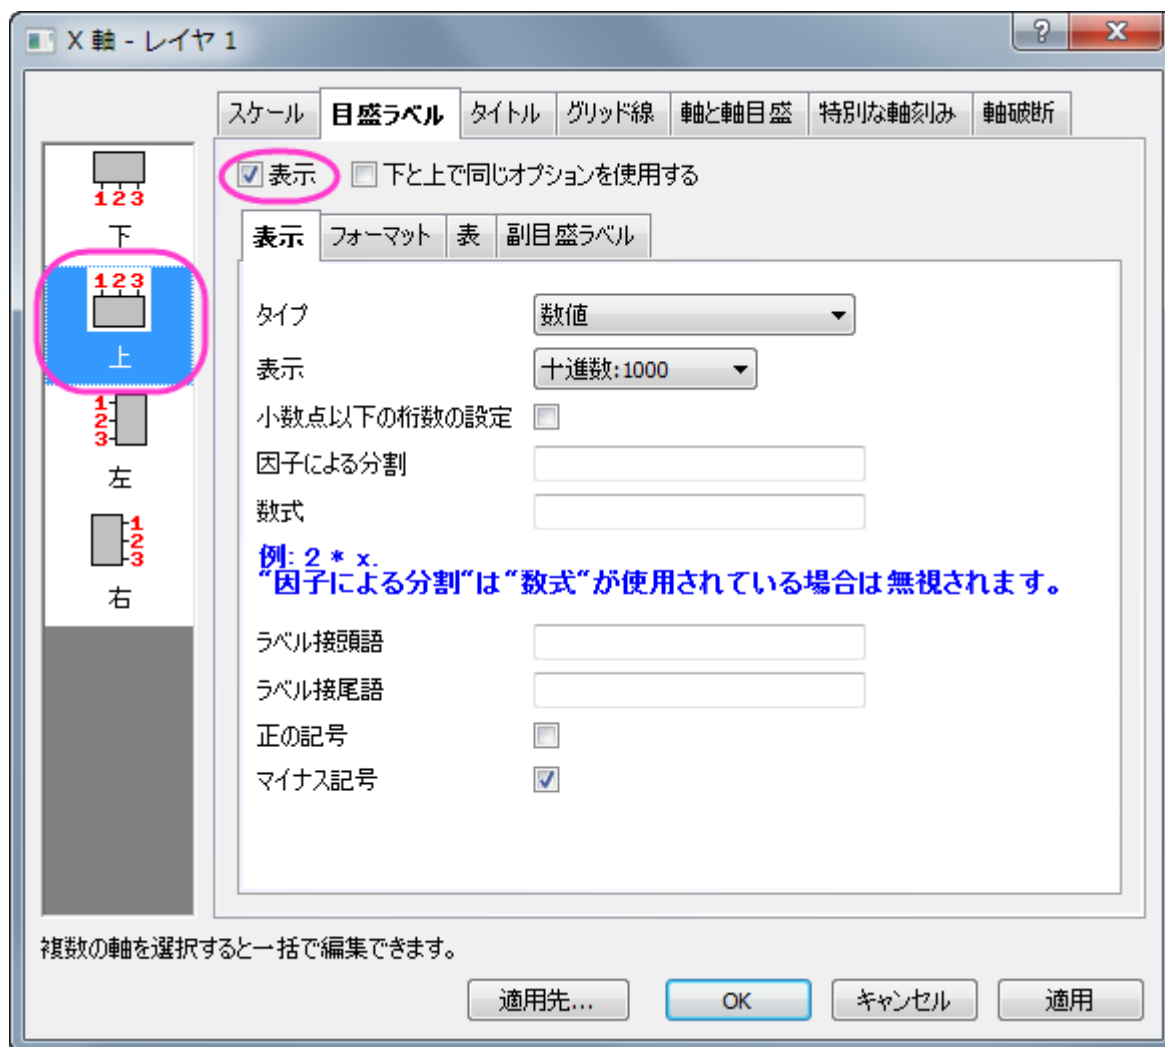 X 軸 - レイヤ 1
スケール 目盛ラベル タイトル グリッド線 軸と軸目盛 特別な軸刻み 軸破断
123
下
123
上
1
2
3
左
1
2
3
右
表示 下と上で同じオプションを使用する
表示 フォーマット 表 副目盛ラベル
タイプ 数値
表示 十進数:1000
小数点以下の桁数の設定
因子による分割
数式
例: 2 * x.
“因子による分割“は“数式“が使用されている場合は無視されます。
ラベル接頭語
ラベル接尾語
正の記号
マイナス記号
複数の軸を選択すると一括で編集できます。
適用先... OK キャンセル 適用